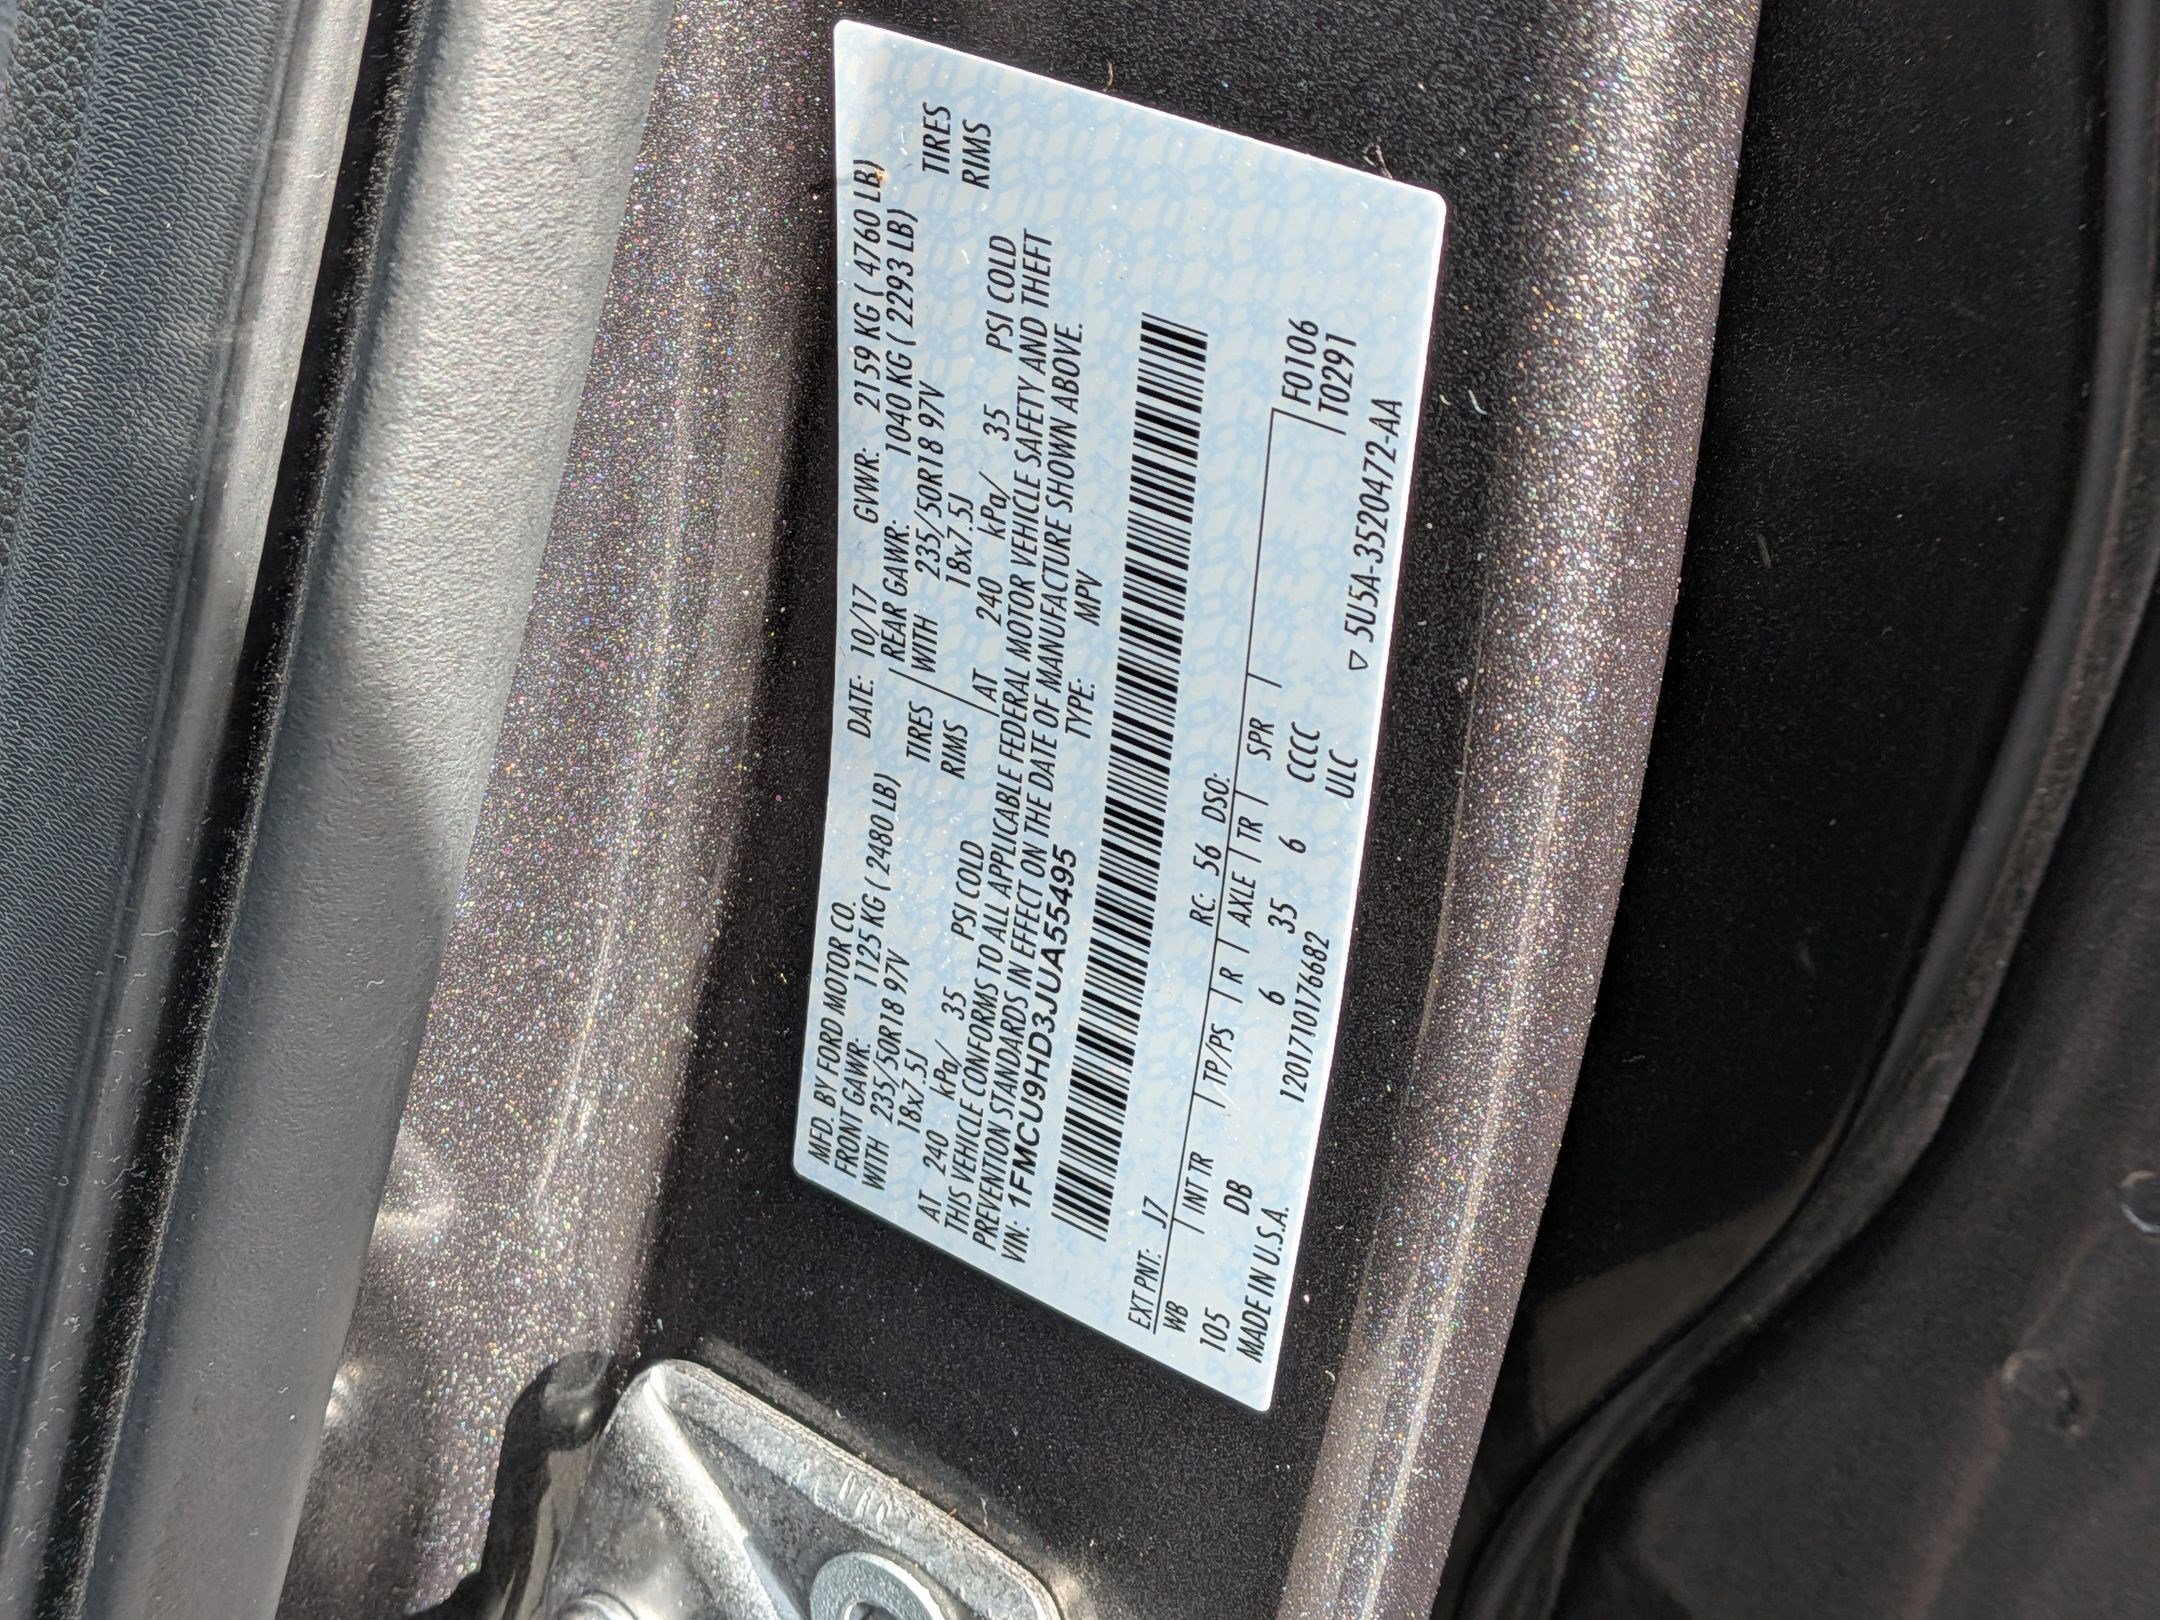 MFD. BY FORD MOTOR CO. DATE: 10/17 GVWR: 2159 KG ( 4760 LB)
FRONT GAWR: 1125 KG ( 2480 LB) REAR GAWR: 1040 KG ( 2293 LB)
WITH 235/50R18 97V TIRES WITH 235/50R18 97V TIRES
18x7.5J RIMS 18x7.5J RIMS
AT 240 kPa/ 35 PSI COLD AT 240 kPa/ 35 PSI COLD
THIS VEHICLE CONFORMS TO ALL APPLICABLE FEDERAL MOTOR VEHICLE SAFETY AND THEFT
PREVENTION STANDARDS IN EFFECT ON THE DATE OF MANUFACTURE SHOWN ABOVE.
VIN: 1FMCU9HD3JUA55495 TYPE: MPV
EXT PNT: J7 RC: 56 DSO:
WB INT TR TP/PS R AXLE TR SPR
105 DB 6 35 6 CCCC F0106
MADE IN U.S.A. 1201710176682 ULC T0291
▽ 5U5A-3520472-AA